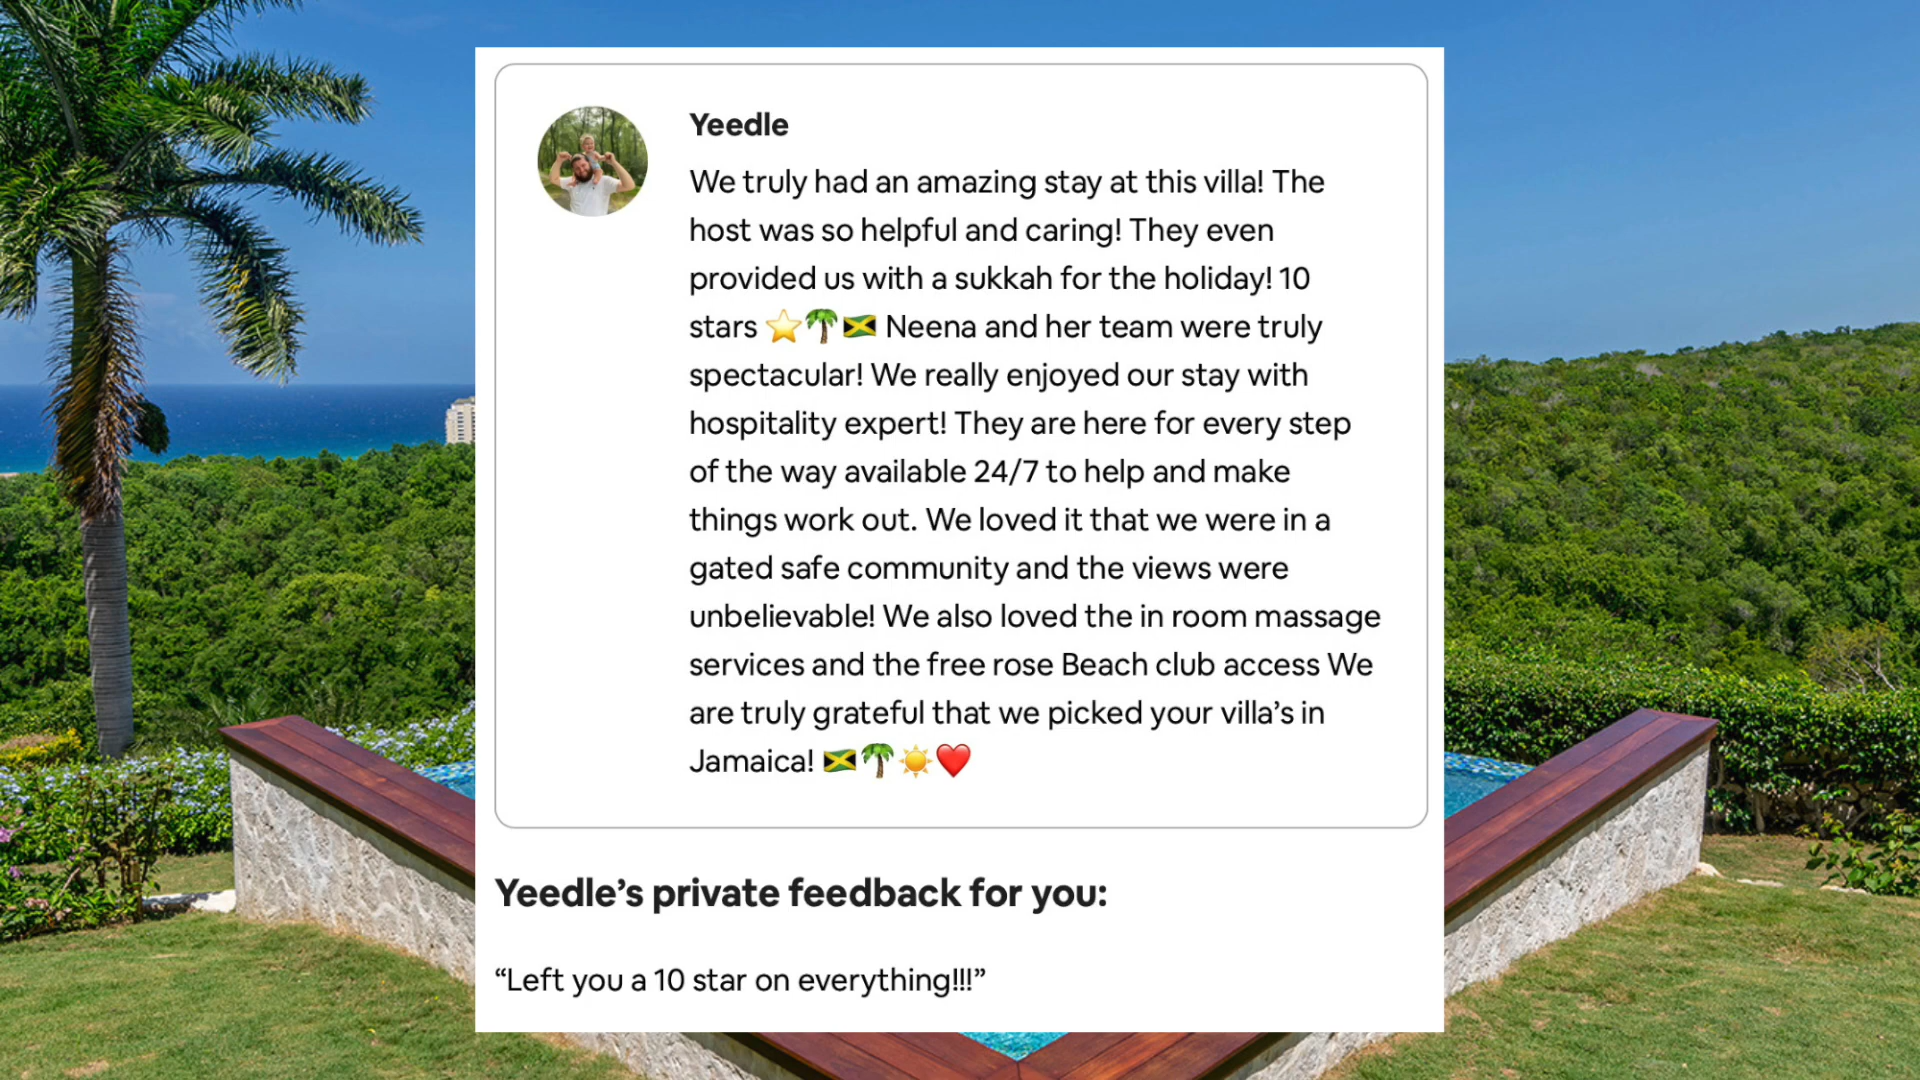 Yeedle
We truly had an amazing stay at this villa! The
host was so helpful and caring! They even
provided us with a sukkah for the holiday! 10
stars ⭐🌴🇯🇲 Neena and her team were truly
spectacular! We really enjoyed our stay with
hospitality expert! They are here for every step
of the way available 24/7 to help and make
things work out. We loved it that we were in a
gated safe community and the views were
unbelievable! We also loved the in room massage
services and the free rose Beach club access We
are truly grateful that we picked your villa’s in
Jamaica! 🇯🇲🌴☀️❤️
Yeedle’s private feedback for you:
“Left you a 10 star on everything!!!”